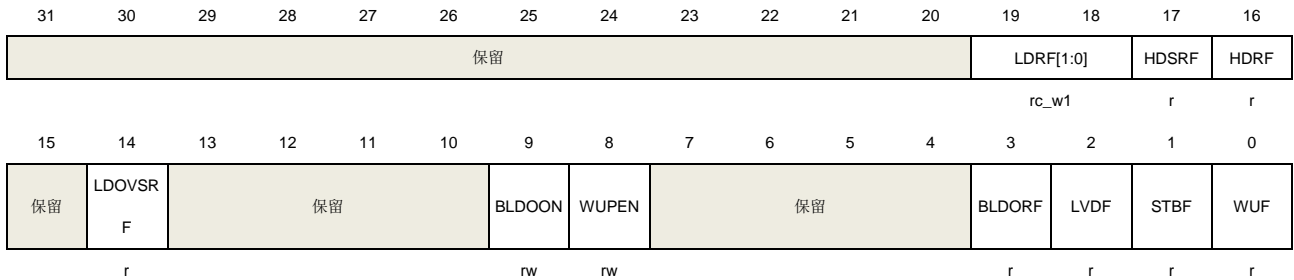 31 30 29 28 27 26 25 24 23 22 21 20 19 18 17 16
保留 LDRF[1:0] HDSRF HDRF
rc_w1 r r
15 14 13 12 11 10 9 8 7 6 5 4 3 2 1 0
保留 LDOVSR
F 保留 BLDOON WUPEN 保留 BLDORF LVDF STBF WUF
r rw rw r r r r